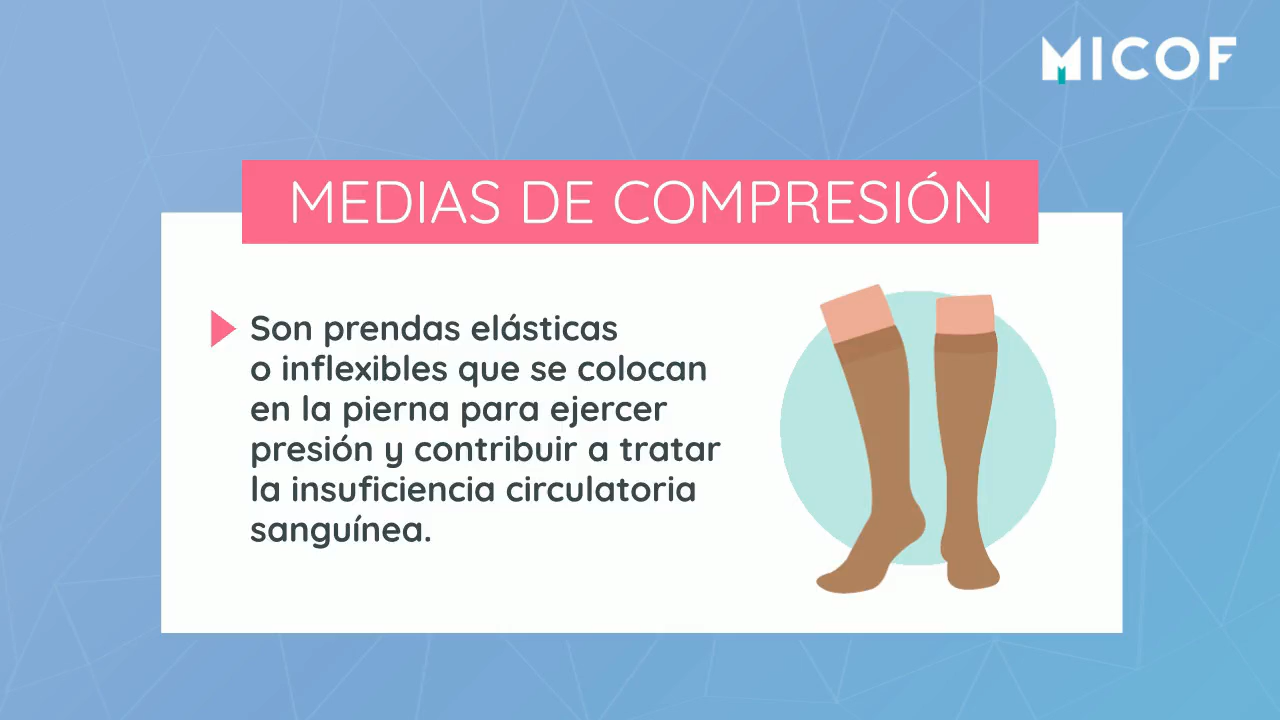 MICOF
MEDIAS DE COMPRESIÓN
Son prendas elásticas
o inflexibles que se colocan
en la pierna para ejercer
presión y contribuir a tratar
la insuficiencia circulatoria
sanguínea.